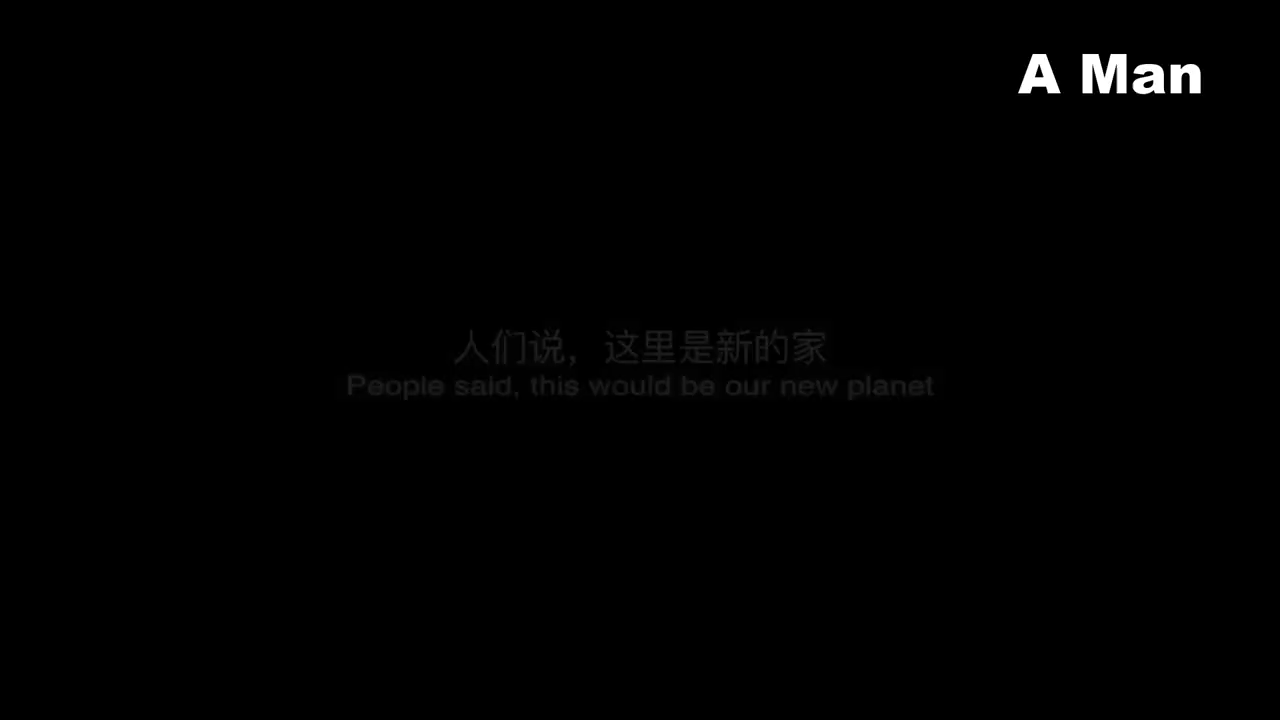 A Man
人们说，这里是新的家
People said, this would be our new planet